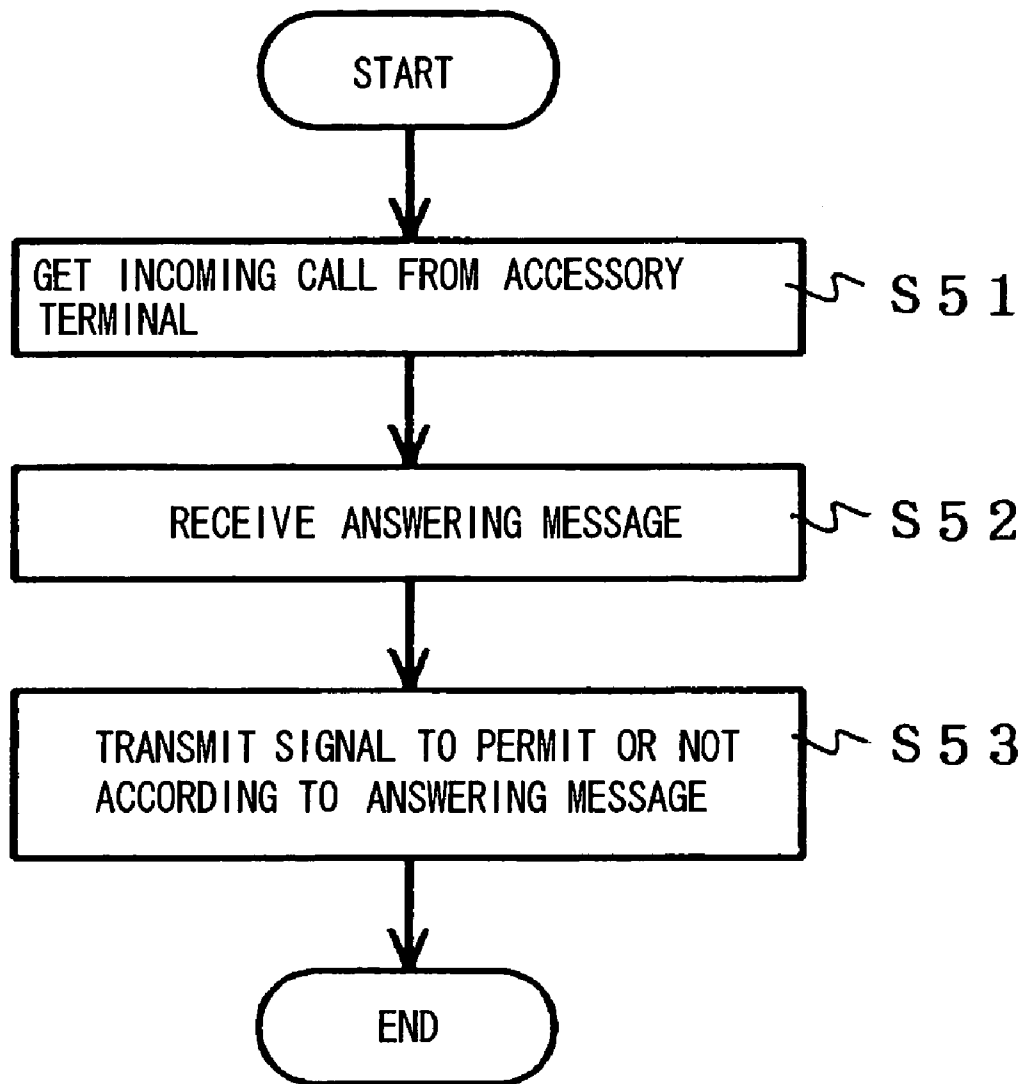 START
GET INCOMING CALL FROM ACCESSORY
TERMINAL
S51
RECEIVE ANSWERING MESSAGE
S52
TRANSMIT SIGNAL TO PERMIT OR NOT
ACCORDING TO ANSWERING MESSAGE
S53
END